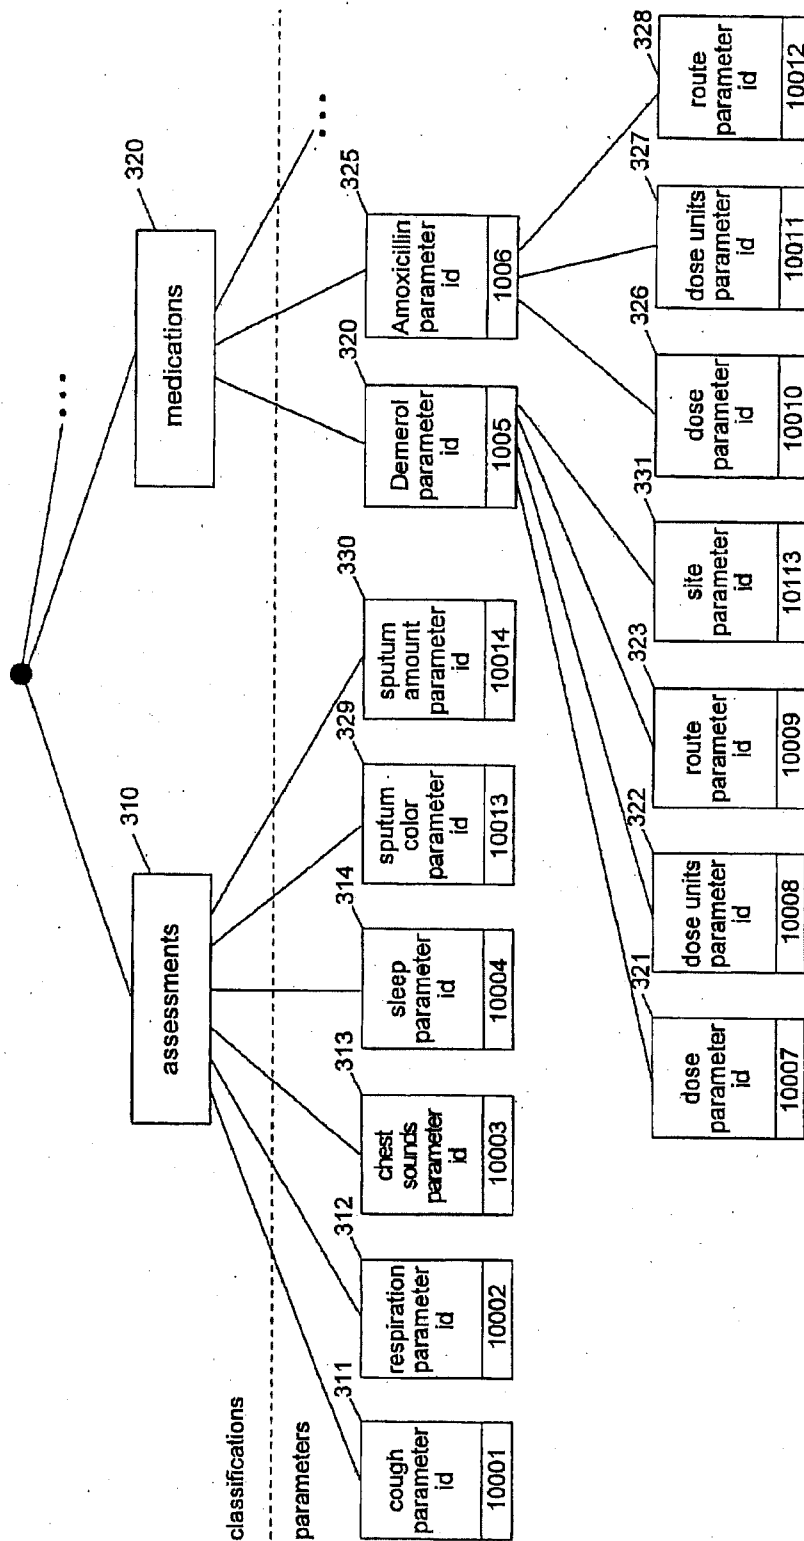 320
310
medications
assessments
classifications
parameters
311
cough
parameter
id
10001
312
respiration
parameter
id
10002
313
chest
sounds
parameter
id
10003
314
sleep
parameter
id
10004
329
sputum
color
parameter
id
10013
330
sputum
amount
parameter
id
10014
320
Demerol
parameter
id
1005
325
Amoxicillin
parameter
id
1006
321
dose
parameter
id
10007
322
dose units
parameter
id
10008
323
route
parameter
id
10009
331
site
parameter
id
10113
326
dose
parameter
id
10010
327
dose units
parameter
id
10011
328
route
parameter
id
10012